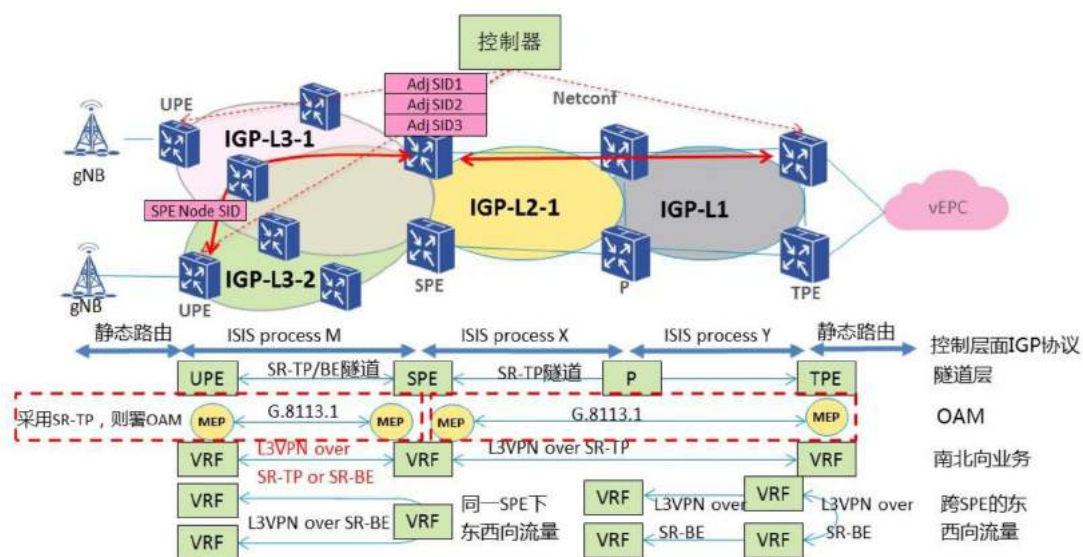 控制器
Adj SID1
Adj SID2
Adj SID3
Netconf
UPE
IGP-L3-1
gNB
IGP-L2-1
IGP-L1
vEPC
SPE Node SID
IGP-L3-2
gNB
UPE
SPE
P
TPE
静态路由
ISIS process M
ISIS process X
ISIS process Y
静态路由
控制层面IGP协议
UPE
SR-TP/BE隧道
SPE
SR-TP隧道
P
TPE
隧道层
采用SR-TP，则署OAM
MEP
G.8113.1
MEP
MEP
G.8113.1
MEP
OAM
VRF
L3VPN over
SR-TP or SR-BE
VRF
L3VPN over SR-TP
VRF
南北向业务
VRF
L3VPN over SR-BE
VRF
VRF
同一SPE下
东西向流量
VRF
L3VPN over
SR-BE
VRF
VRF
VRF
L3VPN over
SR-BE
跨SPE的东
西向流量